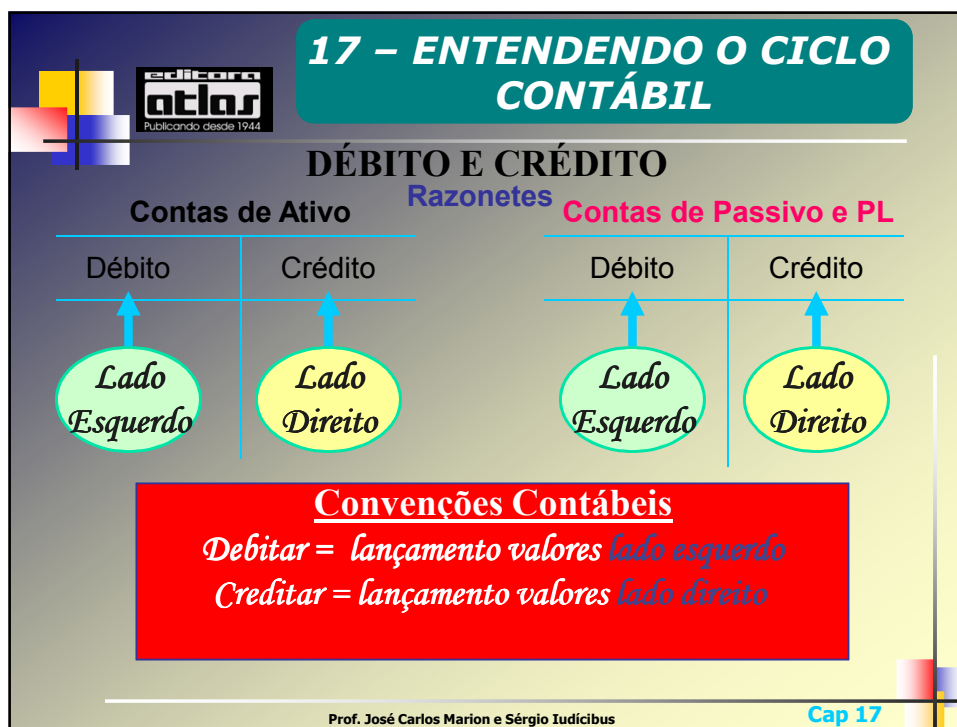 17 – ENTENDENDO O CICLO
CONTÁBIL
editora
atlas
Publicando desde 1944
DÉBITO E CRÉDITO
Razonetes
Contas de Ativo
Contas de Passivo e PL
Débito
Crédito
Débito
Crédito
Lado
Esquerdo
Lado
Direito
Lado
Esquerdo
Lado
Direito
Convenções Contábeis
Debitar = lançamento valores lado esquerdo
Creditar = lançamento valores lado direito
Prof. José Carlos Marion e Sérgio Iudícibus
Cap 17